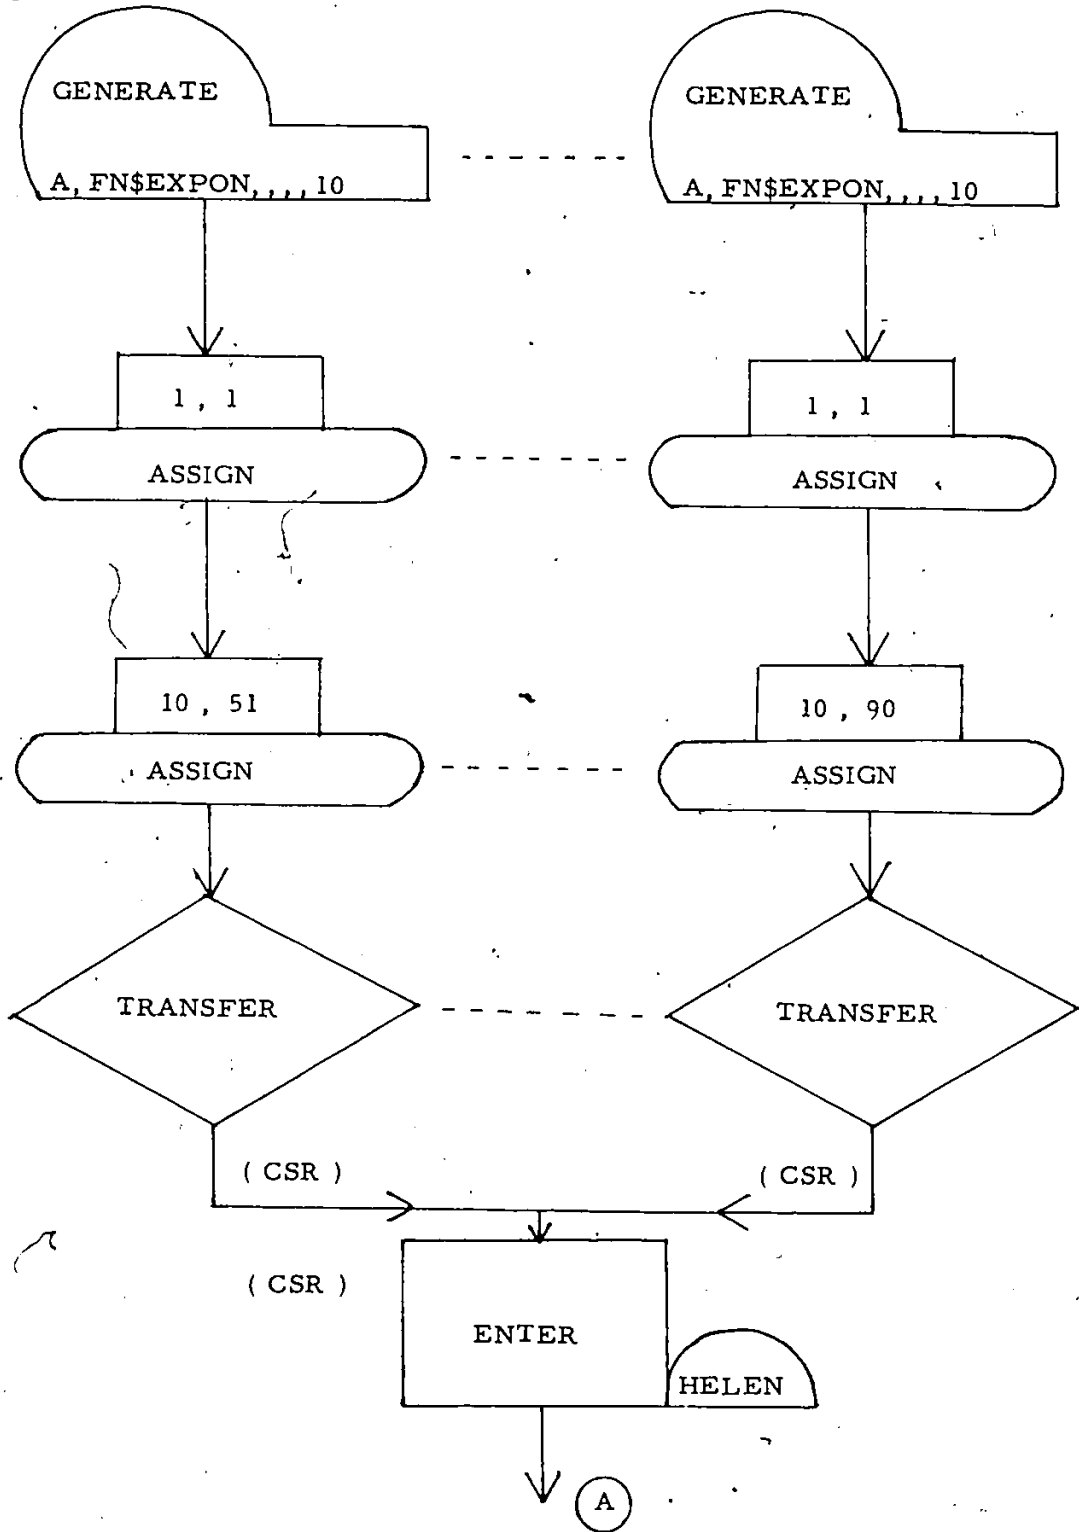 GENERATE
A, FN$EXPON,,,,10
GENERATE
A, FN$EXPON,,,,10
1 , 1
ASSIGN
1 , 1
ASSIGN
10 , 51
ASSIGN
10 , 90
ASSIGN
TRANSFER
TRANSFER
( CSR )
( CSR )
( CSR )
ENTER
HELEN
A